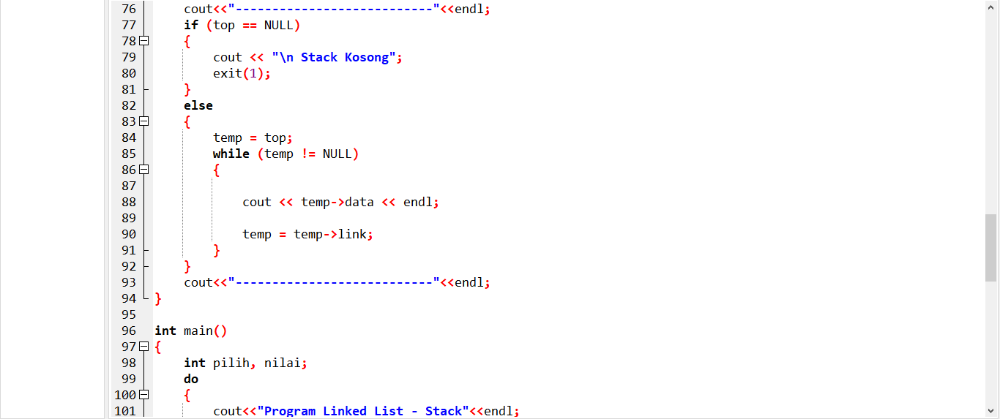 76 cout<<"---------------------------"<<endl;
77 if (top == NULL)
78 {
79 cout << "\n Stack Kosong";
80 exit(1);
81 }
82 else
83 {
84 temp = top;
85 while (temp != NULL)
86 {
87
88 cout << temp->data << endl;
89
90 temp = temp->link;
91 }
92 }
93 cout<<"---------------------------"<<endl;
94 }
95
96 int main()
97 {
98 int pilih, nilai;
99 do
100 {
101 cout<<"Program Linked List - Stack"<<endl;